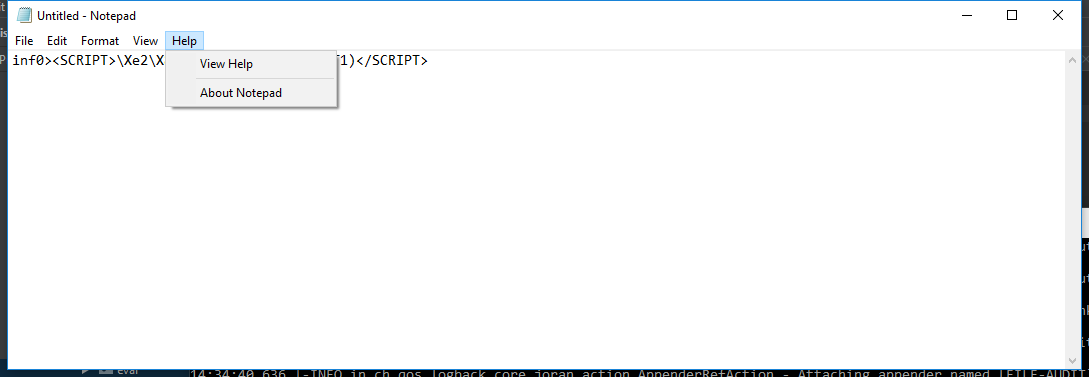 Untitled - Notepad
File Edit Format View Help
inf0><SCRIPT>\Xe2\X 1)</SCRIPT>
View Help
About Notepad
eval
14:34:40,636 |-INFO in ch.qos.logback.core.joran.action.AppenderRefAction - Attaching appender named [FILE-AUDIT